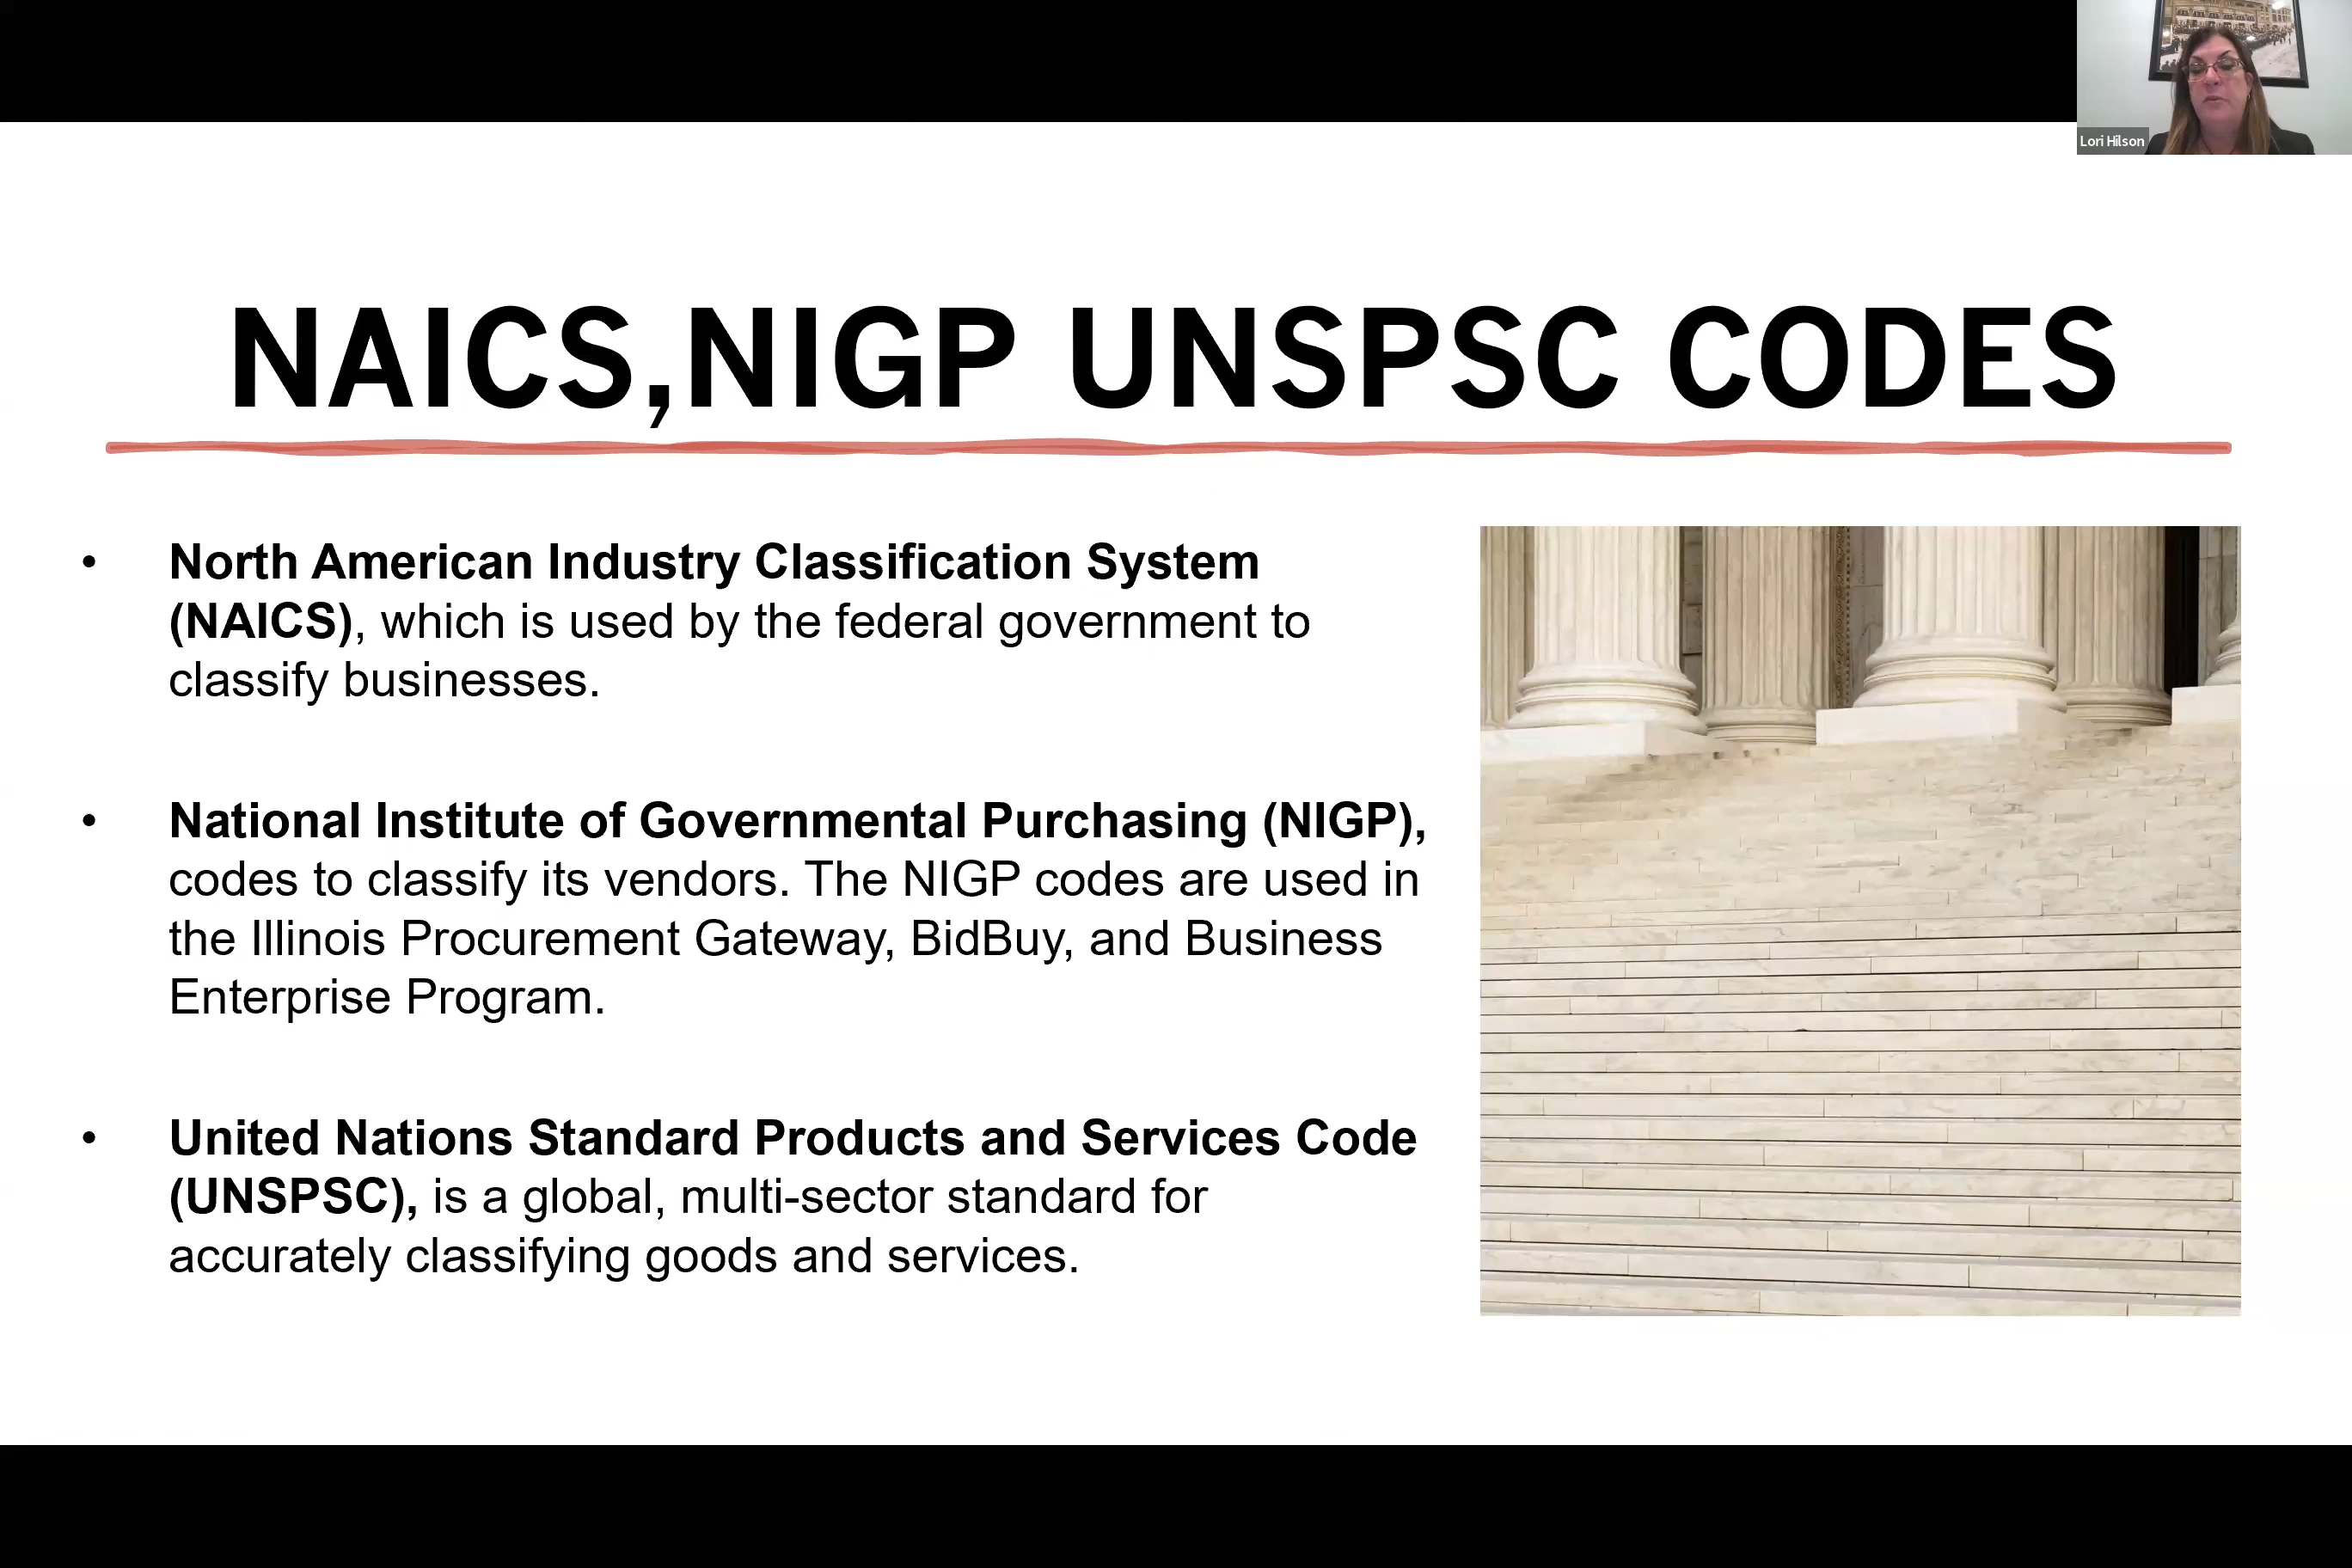 Lori Hilson
NAICS,NIGP UNSPSC CODES
• North American Industry Classification System
(NAICS), which is used by the federal government to
classify businesses.
• National Institute of Governmental Purchasing (NIGP),
codes to classify its vendors. The NIGP codes are used in
the Illinois Procurement Gateway, BidBuy, and Business
Enterprise Program.
• United Nations Standard Products and Services Code
(UNSPSC), is a global, multi-sector standard for
accurately classifying goods and services.